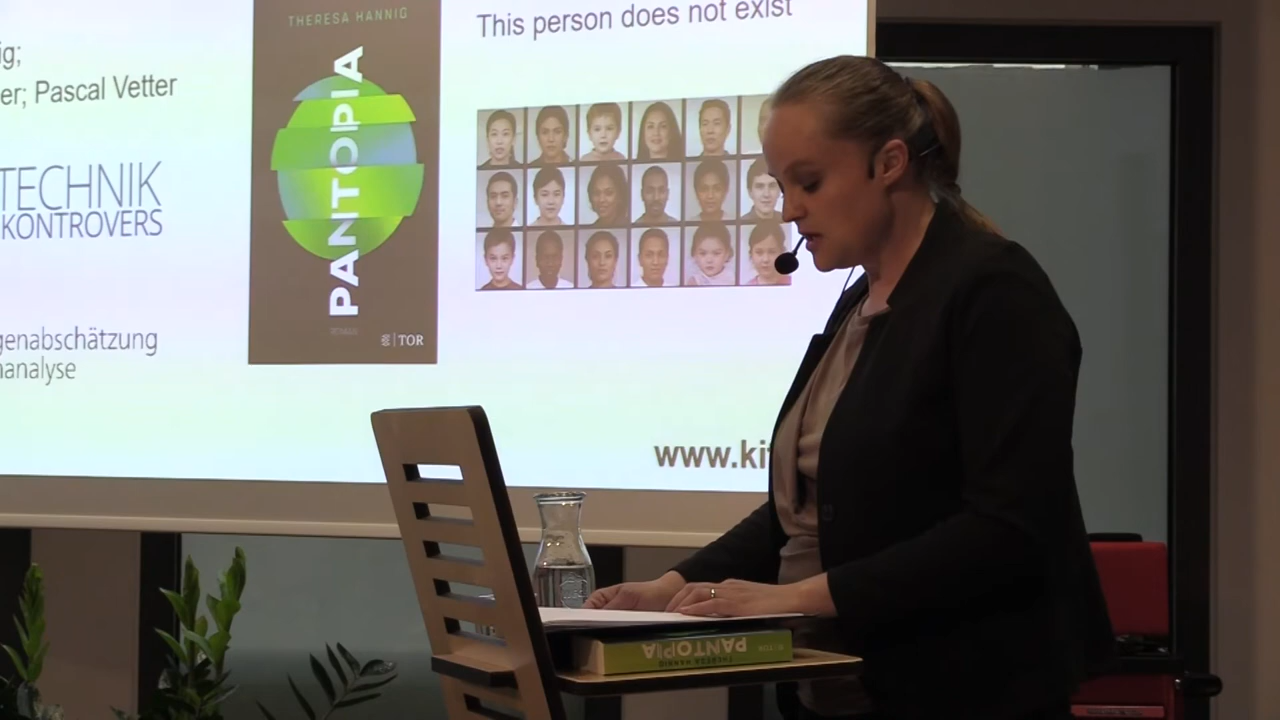 ig;
er; Pascal Vetter
TECHNIK
KONTROVERS
genabschätzung
nanalyse
THERESA HANNIG
PANTOPIA
TOR
This person does not exist
www.ki
PANTOPIA
THERESA HANNIG